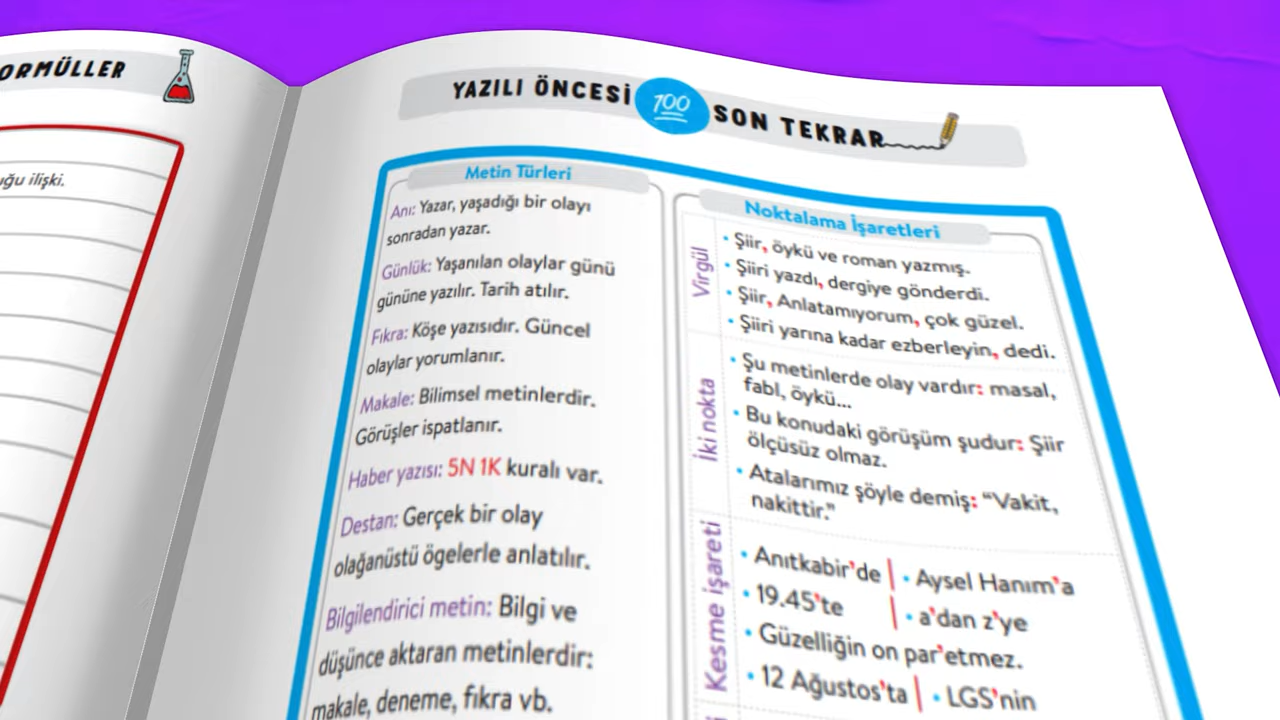 ORMÜLLER
uğu ilişki.
YAZILI ÖNCESİ 100 SON TEKRAR
Metin Türleri
Anı: Yazar, yaşadığı bir olayı
sonradan yazar.
Günlük: Yaşanılan olaylar günü
gününe yazılır. Tarih atılır.
Fıkra: Köşe yazısıdır. Güncel
olaylar yorumlanır.
Makale: Bilimsel metinlerdir.
Görüşler ispatlanır.
Haber yazısı: 5N 1K kuralı var.
Destan: Gerçek bir olay
olağanüstü ögelerle anlatılır.
Bilgilendirici metin: Bilgi ve
düşünce aktaran metinlerdir:
makale, deneme, fıkra vb.
Noktalama İşaretleri
Virgül
• Şiir, öykü ve roman yazmış.
• Şiiri yazdı, dergiye gönderdi.
• Şiir, Anlatamıyorum, çok güzel.
• Şiiri yarına kadar ezberleyin, dedi.
İki nokta
• Şu metinlerde olay vardır: masal,
fabl, öykü...
• Bu konudaki görüşüm şudur: Şiir
ölçüsüz olmaz.
• Atalarımız şöyle demiş: “Vakit,
nakittir.”
Kesme işareti
• Anıtkabir’de | • Aysel Hanım’a
• 19.45’te | • a’dan z’ye
• Güzelliğin on par’etmez.
• 12 Ağustos’ta | • LGS’nin